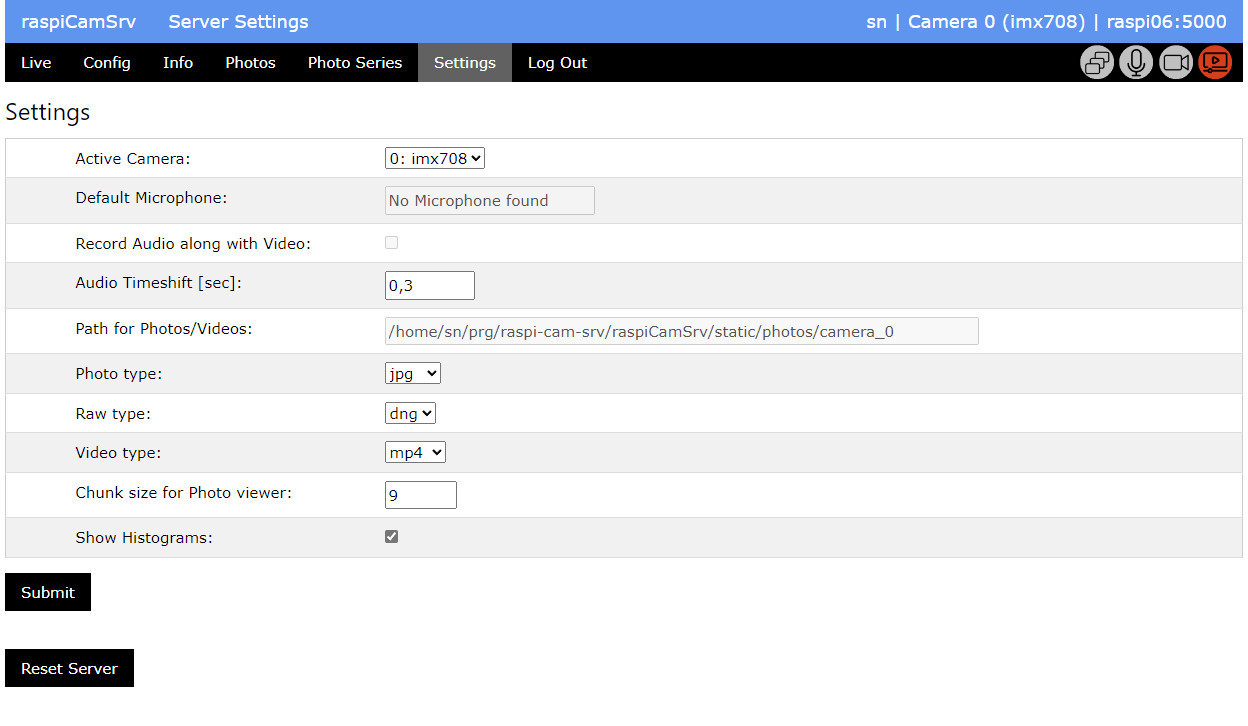 raspiCamSrv Server Settings sn | Camera 0 (imx708) | raspi06:5000
Live Config Info Photos Photo Series Settings Log Out
Settings
Active Camera: 0: imx708
Default Microphone: No Microphone found
Record Audio along with Video:
Audio Timeshift [sec]: 0,3
Path for Photos/Videos: /home/sn/prg/raspi-cam-srv/raspiCamSrv/static/photos/camera_0
Photo type: jpg
Raw type: dng
Video type: mp4
Chunk size for Photo viewer: 9
Show Histograms:
Submit
Reset Server